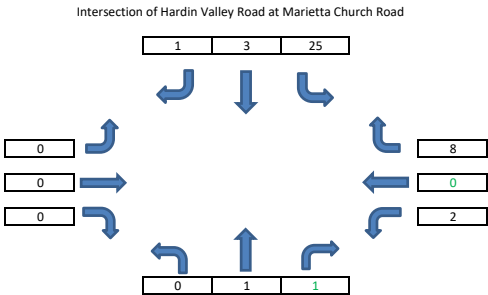 Intersection of Hardin Valley Road at Marietta Church Road
1 3 25
0 8
0 0
0 2
0 1 1